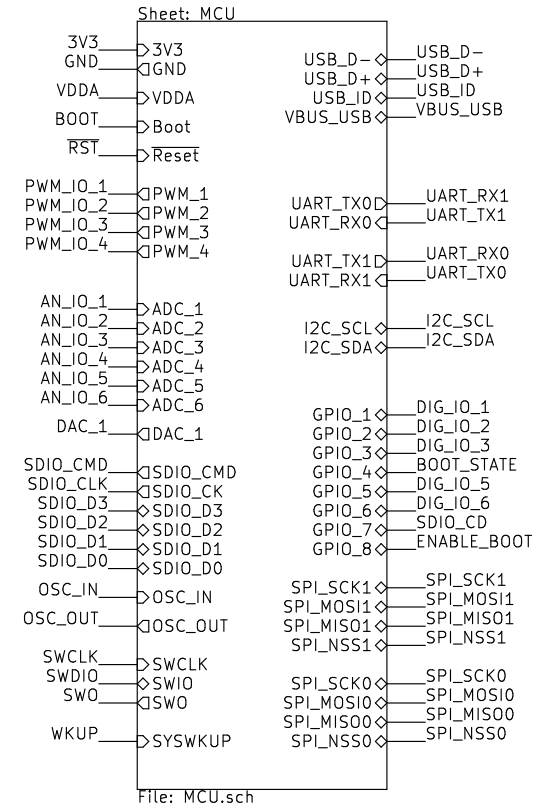 Sheet: MCU
3V3 3V3
GND GND
VDDA VDDA
BOOT Boot
RST Reset
PWM_IO_1 PWM_1
PWM_IO_2 PWM_2
PWM_IO_3 PWM_3
PWM_IO_4 PWM_4
AN_IO_1 ADC_1
AN_IO_2 ADC_2
AN_IO_3 ADC_3
AN_IO_4 ADC_4
AN_IO_5 ADC_5
AN_IO_6 ADC_6
DAC_1 DAC_1
SDIO_CMD SDIO_CMD
SDIO_CLK SDIO_CK
SDIO_D3 SDIO_D3
SDIO_D2 SDIO_D2
SDIO_D1 SDIO_D1
SDIO_D0 SDIO_D0
OSC_IN OSC_IN
OSC_OUT OSC_OUT
SWCLK SWCLK
SWDIO SWIO
SWO SWO
WKUP SYSWKUP
USB_D- USB_D-
USB_D+ USB_D+
USB_ID USB_ID
VBUS_USB VBUS_USB
UART_TX0 UART_RX1
UART_RX0 UART_TX1
UART_TX1 UART_RX0
UART_RX1 UART_TX0
I2C_SCL I2C_SCL
I2C_SDA I2C_SDA
GPIO_1 DIG_IO_1
GPIO_2 DIG_IO_2
GPIO_3 DIG_IO_3
GPIO_4 BOOT_STATE
GPIO_5 DIG_IO_5
GPIO_6 DIG_IO_6
GPIO_7 SDIO_CD
GPIO_8 ENABLE_BOOT
SPI_SCK1 SPI_SCK1
SPI_MOSI1 SPI_MOSI1
SPI_MISO1 SPI_MISO1
SPI_NSS1 SPI_NSS1
SPI_SCK0 SPI_SCK0
SPI_MOSI0 SPI_MOSI0
SPI_MISO0 SPI_MISO0
SPI_NSS0 SPI_NSS0
File: MCU.sch